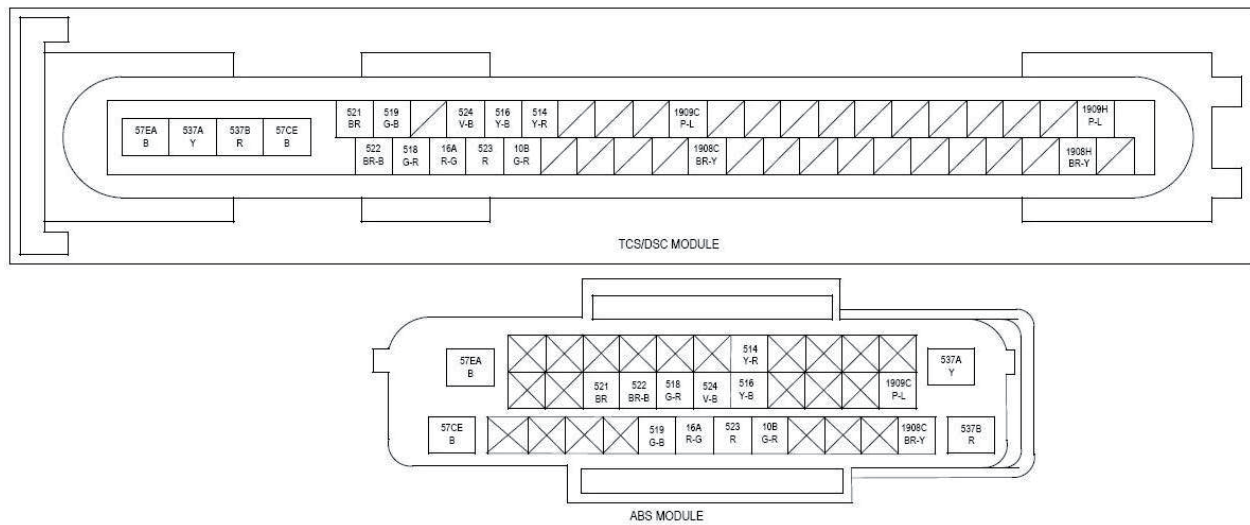 521 519 524 516 514 1909C 1909H
BR G-B V-B Y-B Y-R P-L P-L
57EA 537A 537B 57CE
B Y R B
522 518 16A 523 10B 1908C 1908H
BR-B G-R R-G R G-R BR-Y BR-Y
TCS/DSC MODULE
514
Y-R
57EA 537A
B Y
521 522 518 524 516 1909C
BR BR-B G-R V-B Y-B P-L
57CE 519 16A 523 10B 1908C 537B
B G-B R-G R G-R BR-Y R
ABS MODULE